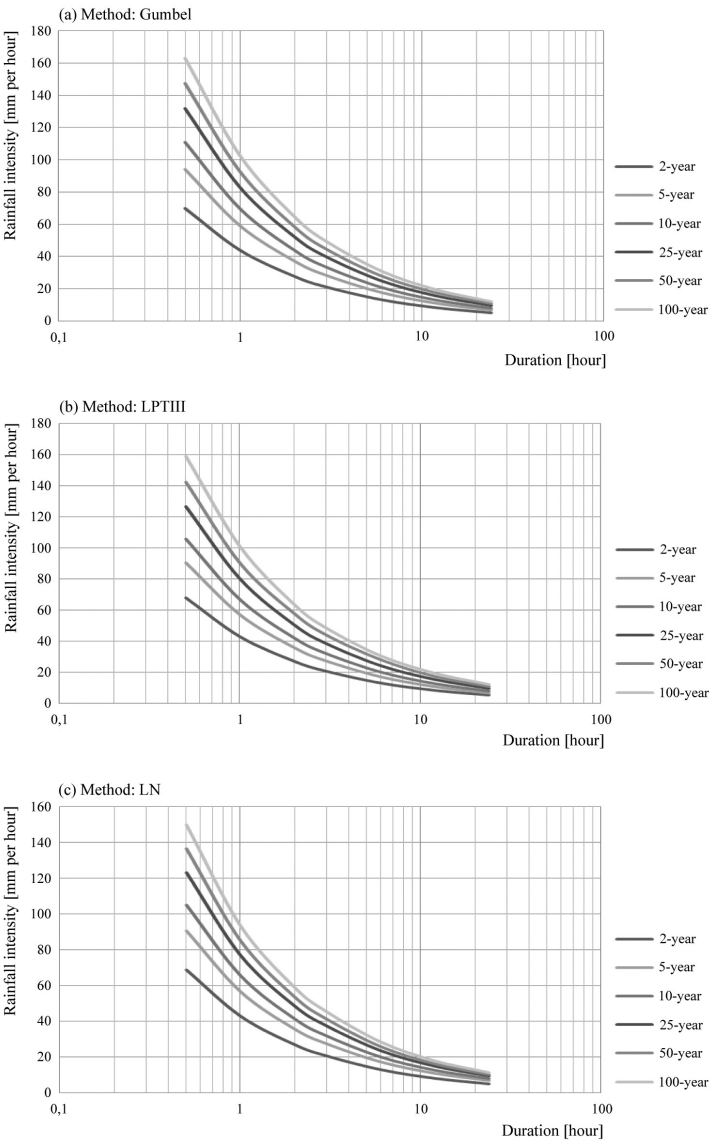 (a) Method: Gumbel
Rainfall intensity [mm per hour]
180
160
140
120
100
80
60
40
20
0
0,1
1
10
100
Duration [hour]
2-year
5-year
10-year
25-year
50-year
100-year
(b) Method: LPTIII
Rainfall intensity [mm per hour]
180
160
140
120
100
80
60
40
20
0
0,1
1
10
100
Duration [hour]
2-year
5-year
10-year
25-year
50-year
100-year
(c) Method: LN
Rainfall intensity [mm per hour]
160
140
120
100
80
60
40
20
0
0,1
1
10
100
Duration [hour]
2-year
5-year
10-year
25-year
50-year
100-year